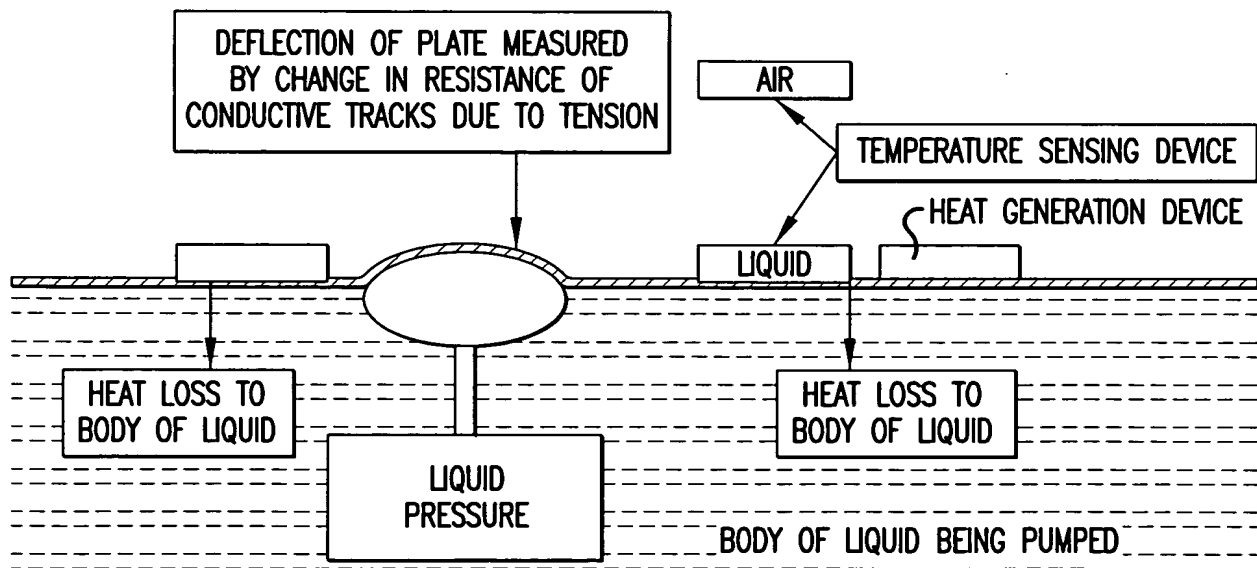 DEFLECTION OF PLATE MEASURED
BY CHANGE IN RESISTANCE OF
CONDUCTIVE TRACKS DUE TO TENSION
AIR
TEMPERATURE SENSING DEVICE
HEAT GENERATION DEVICE
LIQUID
HEAT LOSS TO
BODY OF LIQUID
HEAT LOSS TO
BODY OF LIQUID
LIQUID
PRESSURE
BODY OF LIQUID BEING PUMPED